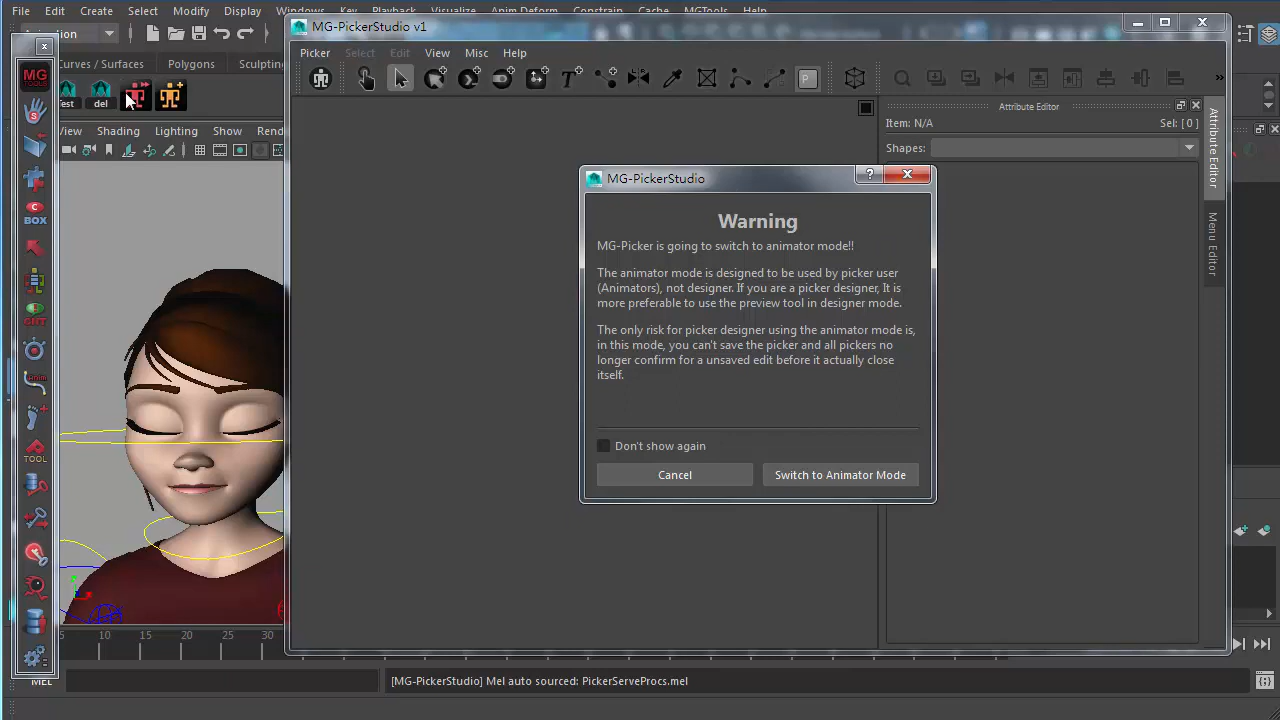 File Edit Create Select Modify Display Windows Key Playback Visualize Anim Deform Constrain Cache MGTools Help
MG-PickerStudio v1
Picker Select Edit View Misc Help
Curves / Surfaces Polygons Sculpting
MG
TOOLS
del
View Shading Lighting Show
Attribute Editor
Item: N/A Sel: [ 0 ]
Shapes:
Attribute Editor
Menu Editor
MG-PickerStudio
Warning
MG-Picker is going to switch to animator mode!!
The animator mode is designed to be used by picker user
(Animators), not designer. If you are a picker designer, It is
more preferable to use the preview tool in designer mode.
The only risk for picker designer using the animator mode is,
in this mode, you can't save the picker and all pickers no
longer confirm for a unsaved edit before it actually close
itself.
Don't show again
Cancel Switch to Animator Mode
C
BOX
CNT
Anim
TOOL
5 10 15 20 25 30
MEL
[MG-PickerStudio] Mel auto sourced: PickerServeProcs.mel